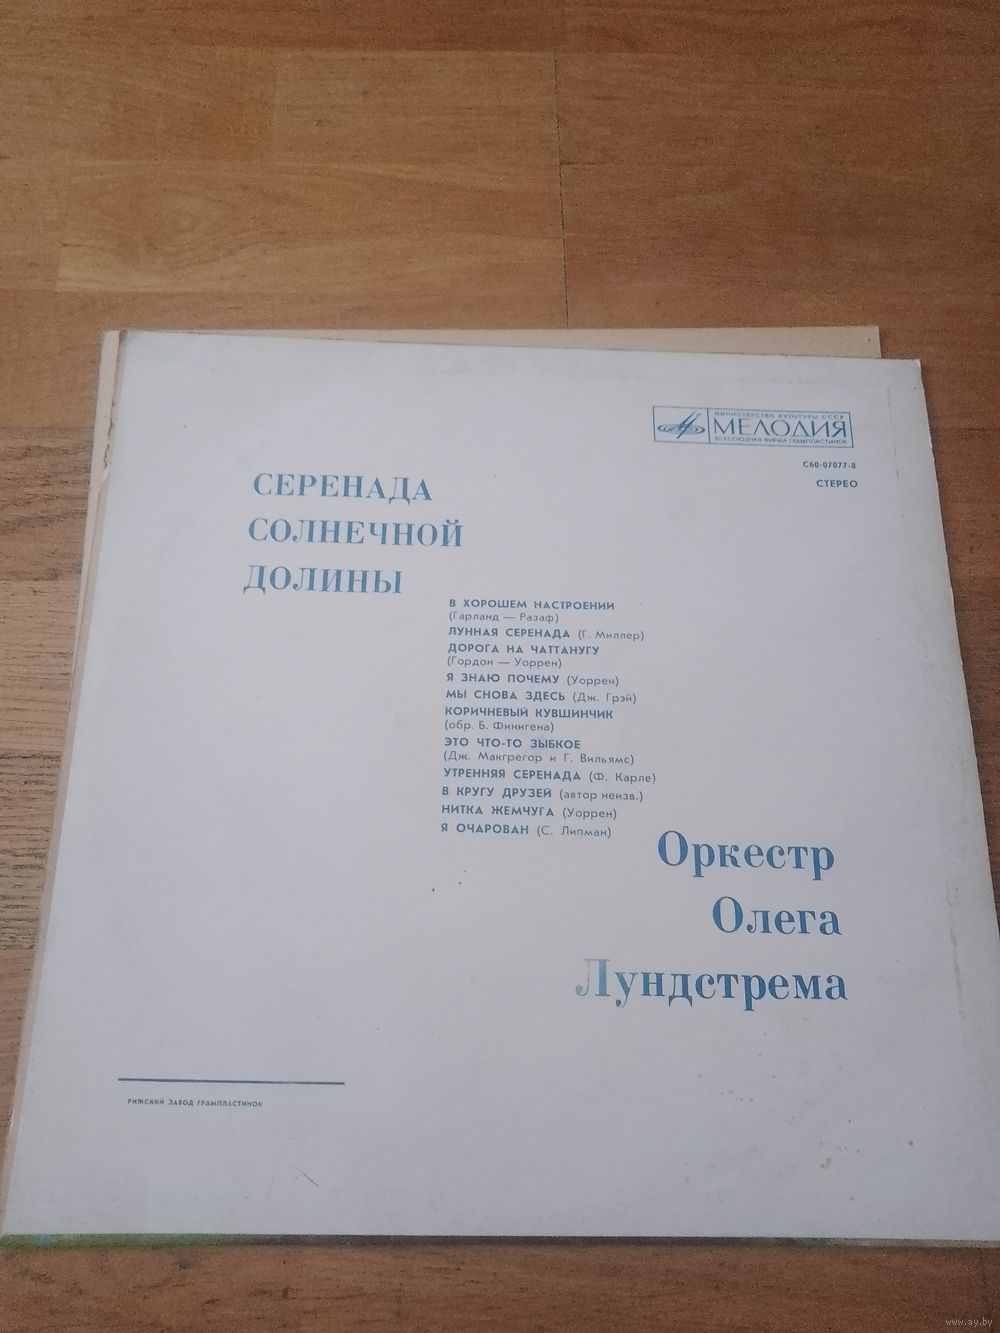 МИНИСТЕРСТВО КУЛЬТУРЫ СССР
МЕЛОДИЯ
ВСЕСОЮЗНАЯ ФИРМА ГРАМПЛАСТИНОК
С60-07077-8
СТЕРЕО
СЕРЕНАДА
СОЛНЕЧНОЙ
ДОЛИНЫ
В ХОРОШЕМ НАСТРОЕНИИ
(Гарланд — Разаф)
ЛУННАЯ СЕРЕНАДА (Г. Миллер)
ДОРОГА НА ЧАТТАНУГУ
(Гордон — Уоррен)
Я ЗНАЮ ПОЧЕМУ (Уоррен)
МЫ СНОВА ЗДЕСЬ (Дж. Грэй)
КОРИЧНЕВЫЙ КУВШИНЧИК
(обр. Б. Финигена)
ЭТО ЧТО-ТО ЗЫБКОЕ
(Дж. Макгрегор и Г. Вильямс)
УТРЕННЯЯ СЕРЕНАДА (Ф. Карле)
В КРУГУ ДРУЗЕЙ (автор неизв.)
НИТКА ЖЕМЧУГА (Уоррен)
Я ОЧАРОВАН (С. Липман)
Оркестр
Олега
Лундстрема
РИЖСКИЙ ЗАВОД ГРАМПЛАСТИНОК
www.ay.by